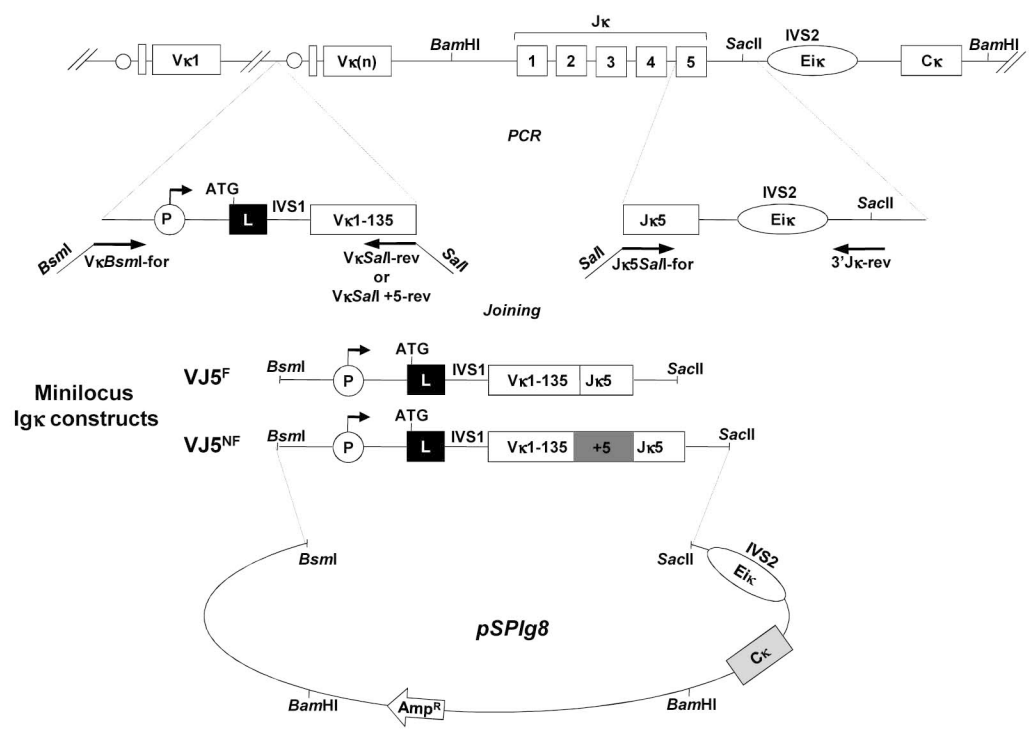 Jκ
BamHI SacII IVS2 BamHI
Vκ1 Vκ(n) 1 2 3 4 5 Eiκ Cκ
PCR
ATG IVS2
P L IVS1 Vκ1-135 Jκ5 Eiκ SacII
BsmI VκBsmI-for VκSalI-rev SalI SalI Jκ5SalI-for 3'Jκ-rev
or
VκSalI +5-rev
Joining
ATG
VJ5F BsmI P L IVS1 Vκ1-135 Jκ5 SacII
Minilocus
Igκ constructs
ATG
VJ5NF BsmI P L IVS1 Vκ1-135 +5 Jκ5 SacII
BsmI SacII IVS2
Eiκ
pSPIg8
Cκ
BamHI AmpR BamHI